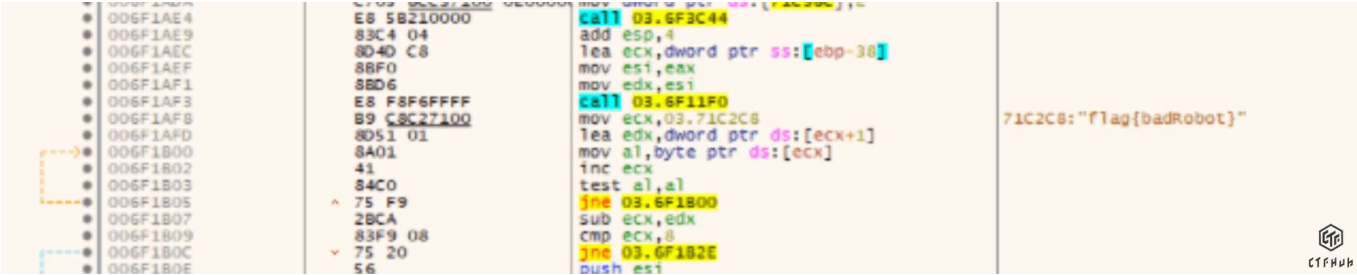 006F1AE4 E8 5B210000 call 03.6F3C44
006F1AE9 83C4 04 add esp,4
006F1AEC 8D4D C8 lea ecx,dword ptr ss:[ebp-38]
006F1AEF 8BF0 mov esi,eax
006F1AF1 8BD6 mov edx,esi
006F1AF3 E8 F8F6FFFF call 03.6F11F0
006F1AF8 B9 C8C27100 mov ecx,03.71C2C8 71C2C8:"flag{badRobot}"
006F1AFD 8D51 01 lea edx,dword ptr ds:[ecx+1]
006F1B00 8A01 mov al,byte ptr ds:[ecx]
006F1B02 41 inc ecx
006F1B03 84C0 test al,al
006F1B05 75 F9 jne 03.6F1B00
006F1B07 2BCA sub ecx,edx
006F1B09 83F9 08 cmp ecx,8
006F1B0C 75 20 jne 03.6F1B2E
006F1B0E 56 push esi
CTFHUB